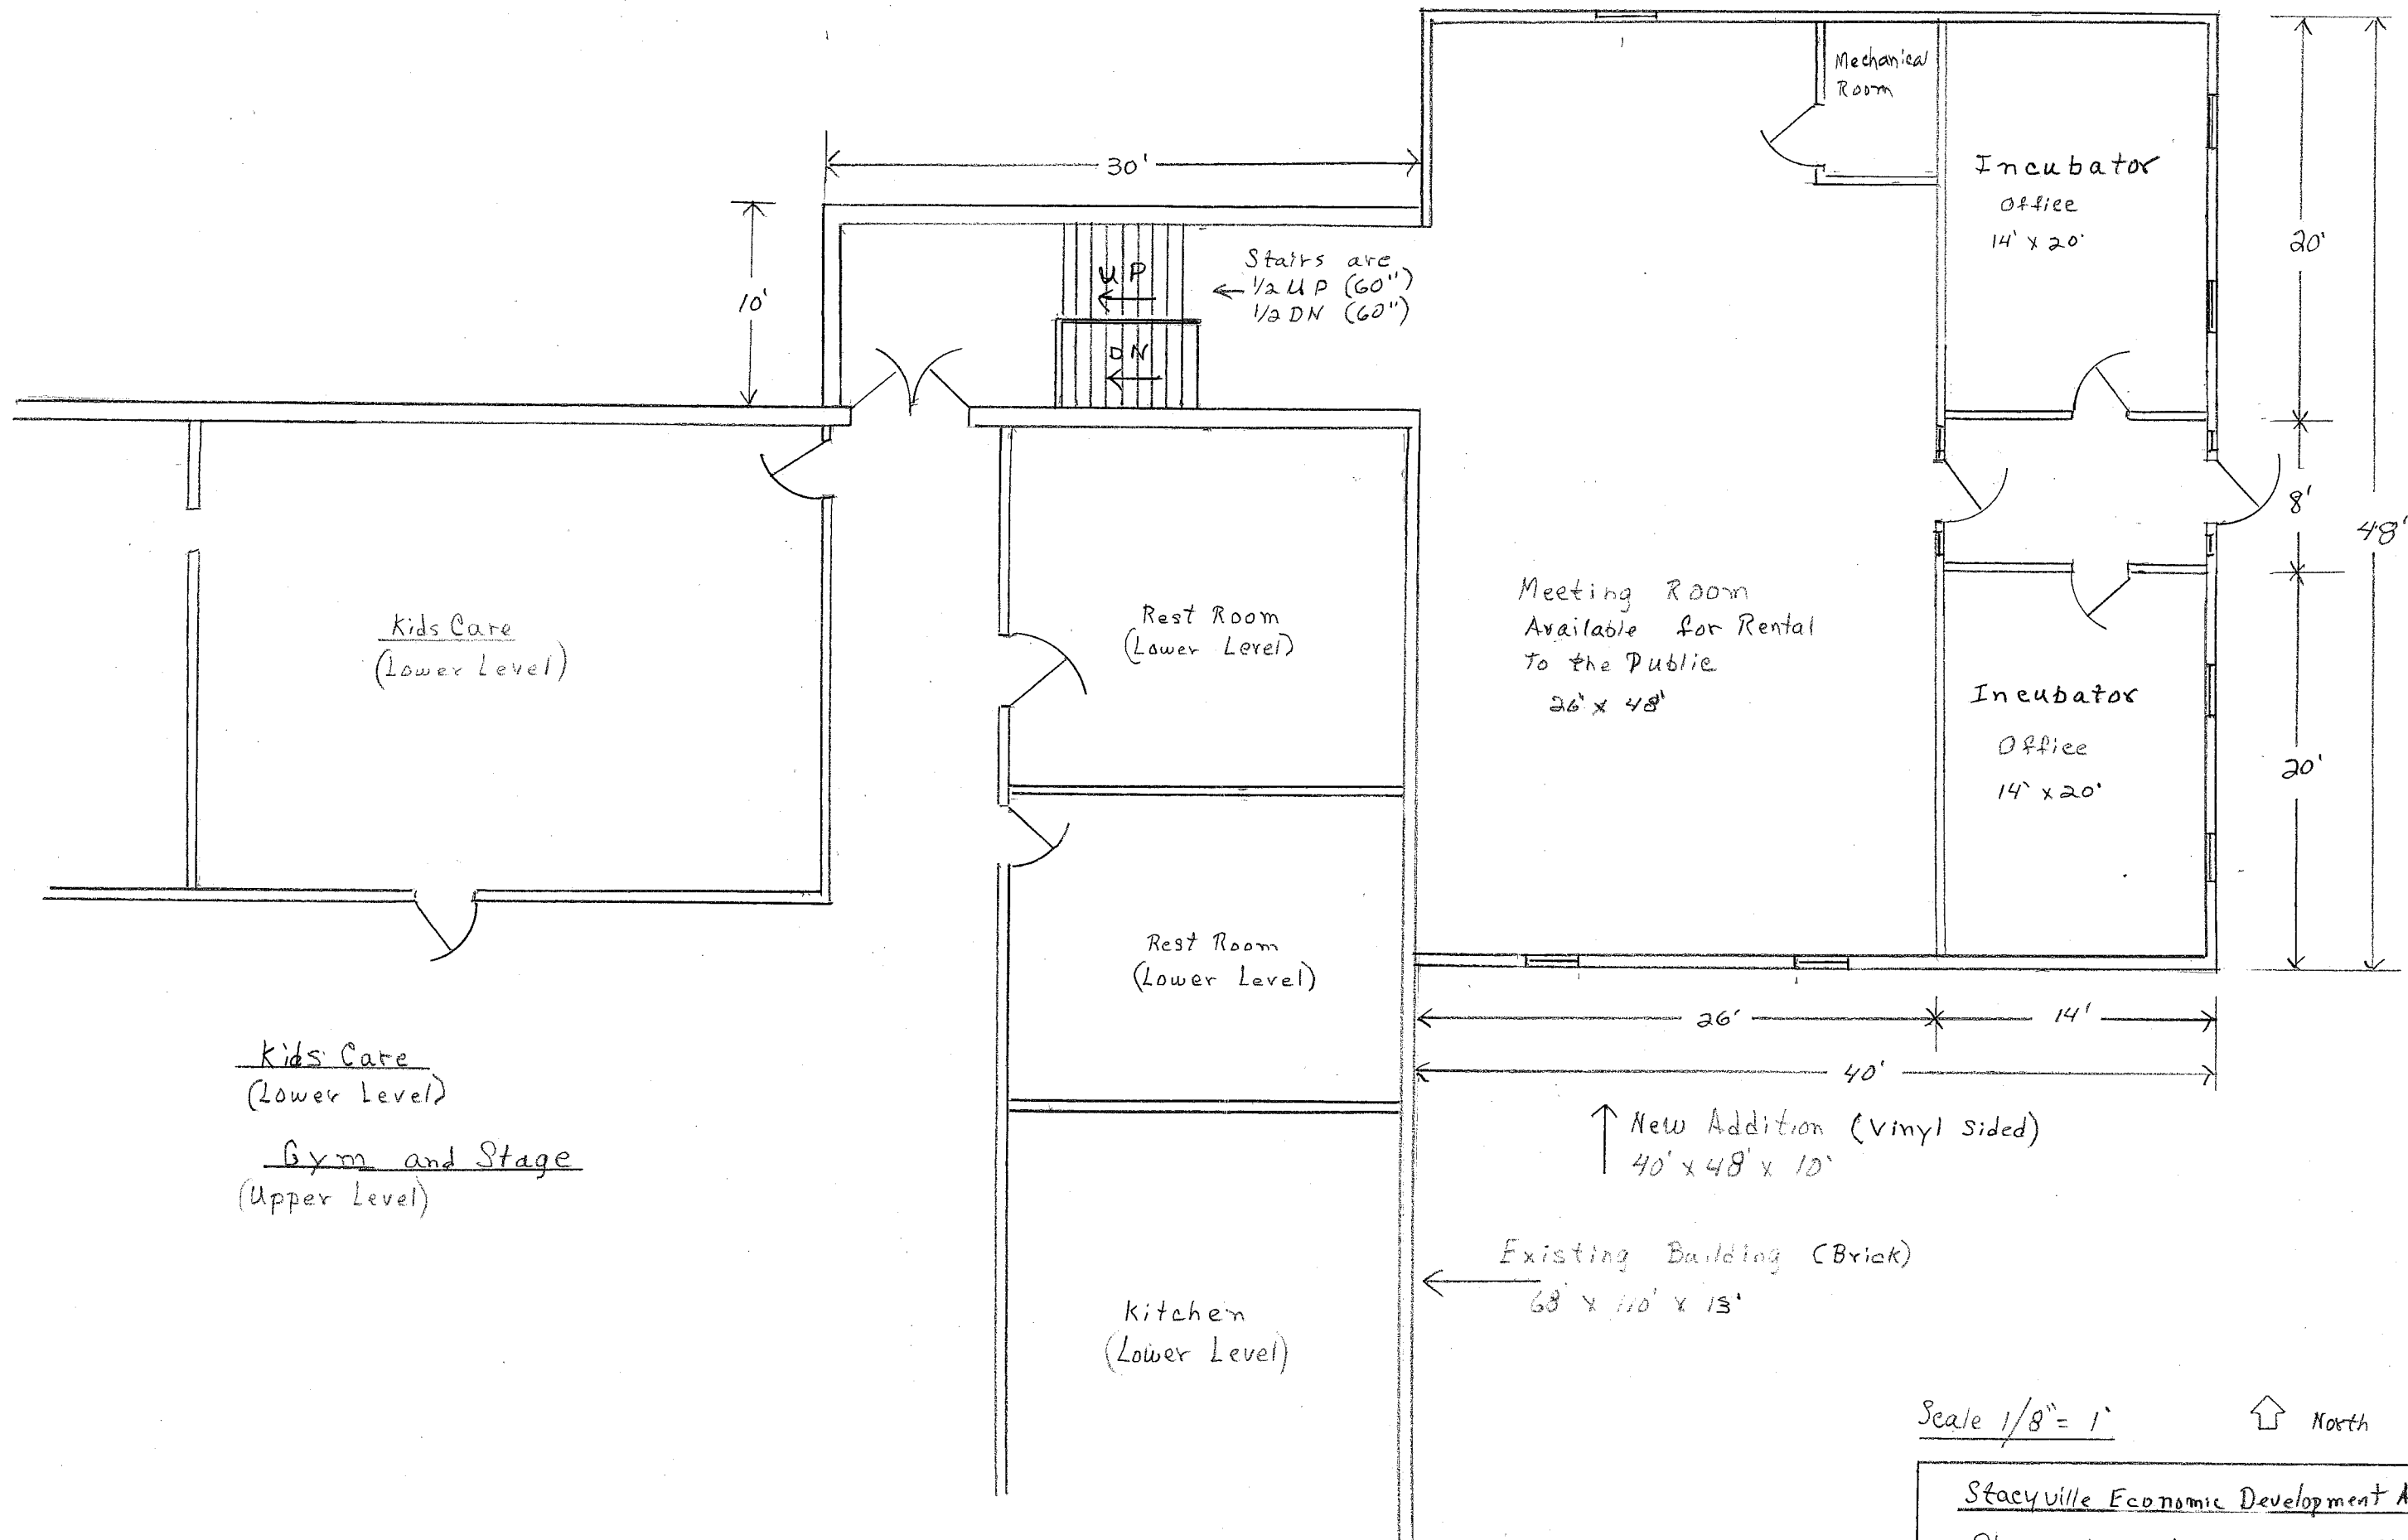 Mechanical
Room
Incubator
Office
14' x 20'
20'
30'
10'
UP
DN
Stairs are
1/2 UP (60")
1/2 DN (60")
8'
48'
Kids Care
(Lower Level)
Rest Room
(Lower Level)
Meeting Room
Available for Rental
To the Public
26' x 48'
Incubator
Office
14' x 20'
20'
Rest Room
(Lower Level)
26'
14'
40'
Kids Care
(Lower Level)
Gym and Stage
(Upper Level)
New Addition (Vinyl Sided)
40' x 48' x 10'
Existing Building (Brick)
68' x 110' x 13'
Kitchen
(Lower Level)
Scale 1/8" = 1'
North
Stacyville Economic Development